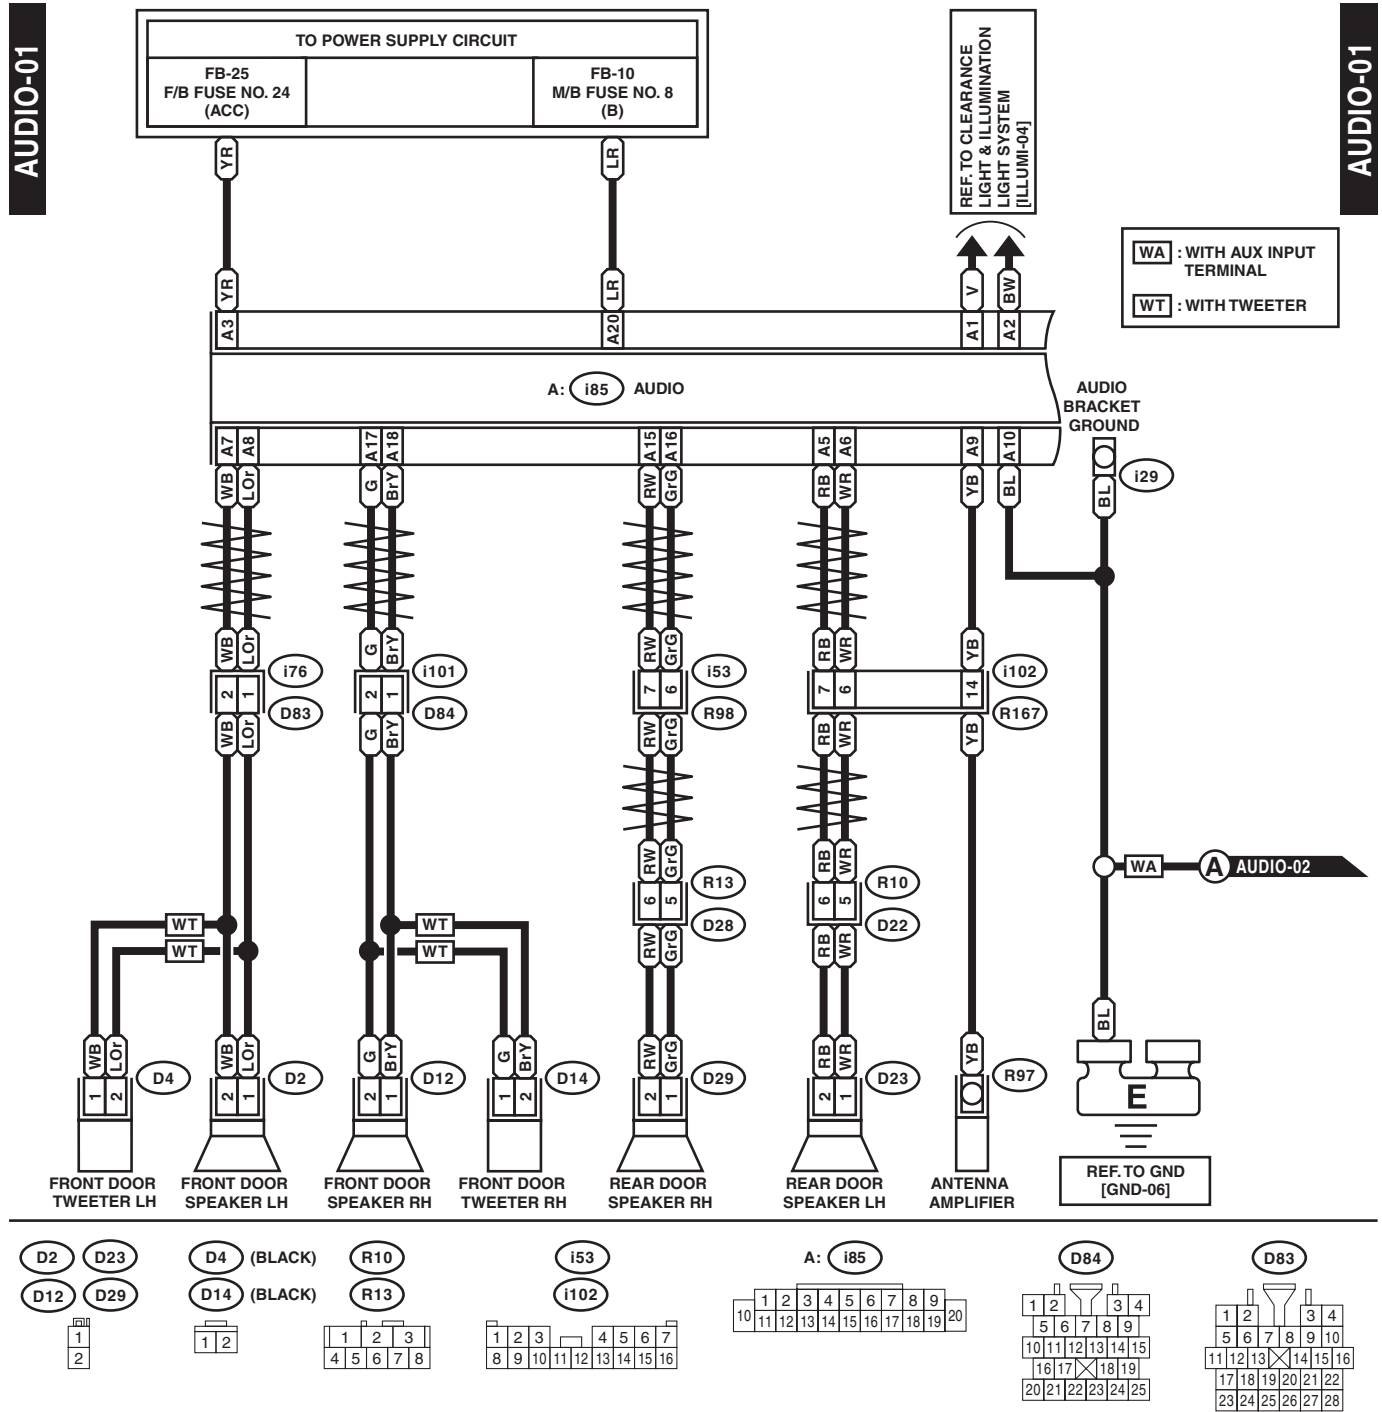 AUDIO-01
AUDIO-01
TO POWER SUPPLY CIRCUIT
FB-25
F/B FUSE NO. 24
(ACC)
FB-10
M/B FUSE NO. 8
(B)
REF. TO CLEARANCE
LIGHT & ILLUMINATION
LIGHT SYSTEM
[ILLUMI-04]
WA : WITH AUX INPUT
TERMINAL
WT : WITH TWEETER
YR LR
YR LR V BW
A3 A20 A1 A2
A: i85 AUDIO
AUDIO
BRACKET
GROUND
A7 A8 A17 A18 A15 A16 A5 A6 A9 A10
WB LOr G BrY RW GrG RB WR YB BL BL i29
WB LOr G BrY RW GrG RB WR YB
2 1 i76 2 1 i101 7 6 i53 7 6 14 i102
D83 D84 R98 R167
WB LOr G BrY RW GrG RB WR YB
RW GrG RB WR
WA A AUDIO-02
6 5 R13 6 5 R10
D28 D22
WT WT
WT WT
RW GrG RB WR
BL
WB LOr WB LOr G BrY G BrY RW GrG RB WR YB
1 2 D4 2 1 D2 2 1 D12 1 2 D14 2 1 D29 2 1 D23 R97
E
FRONT DOOR
TWEETER LH
FRONT DOOR
SPEAKER LH
FRONT DOOR
SPEAKER RH
FRONT DOOR
TWEETER RH
REAR DOOR
SPEAKER RH
REAR DOOR
SPEAKER LH
ANTENNA
AMPLIFIER
REF. TO GND
[GND-06]
D2 D23
D12 D29
1
2
D4 (BLACK)
D14 (BLACK)
1 2
R10
R13
1 2 3
4 5 6 7 8
i53
i102
1 2 3 4 5 6 7
8 9 10 11 12 13 14 15 16
A: i85
1 2 3 4 5 6 7 8 9
10 11 12 13 14 15 16 17 18 19 20
D84
1 2 3 4
5 6 7 8 9
10 11 12 13 14 15
16 17 18 19
20 21 22 23 24 25
D83
1 2 3 4
5 6 7 8 9 10
11 12 13 14 15 16
17 18 19 20 21 22
23 24 25 26 27 28